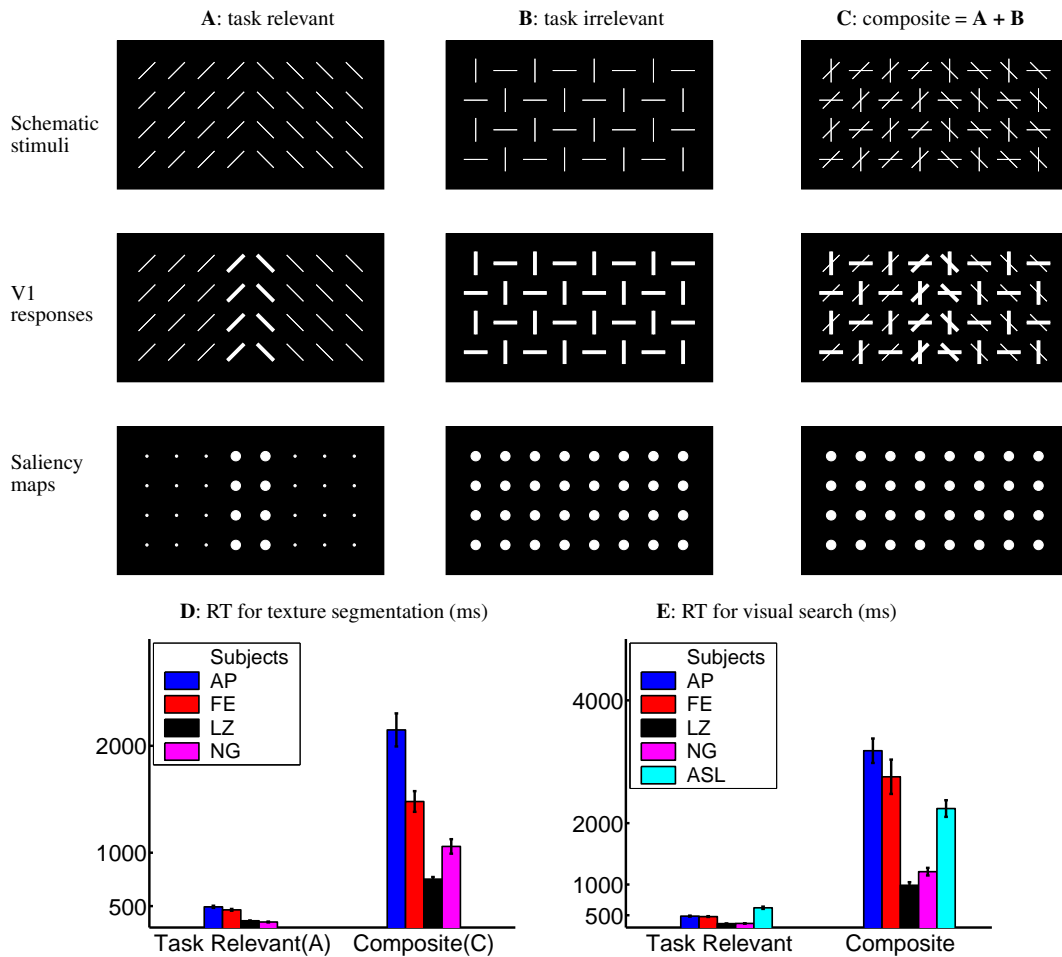 A: task relevant
B: task irrelevant
C: composite = A + B
Schematic
stimuli
V1
responses
Saliency
maps
D: RT for texture segmentation (ms)
Subjects
AP
FE
LZ
NG
2000
1000
500
Task Relevant(A)
Composite(C)
E: RT for visual search (ms)
Subjects
AP
FE
LZ
NG
ASL
4000
2000
1000
500
Task Relevant
Composite